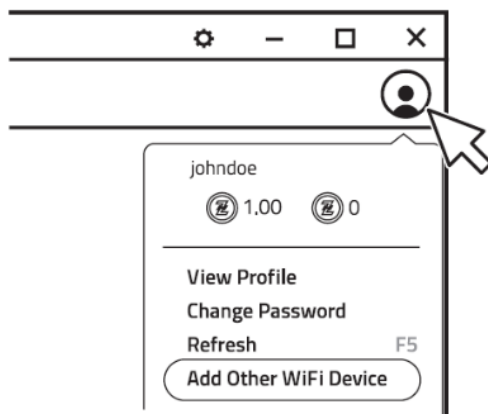 johndoe
1.00 0
View Profile
Change Password
Refresh F5
Add Other WiFi Device